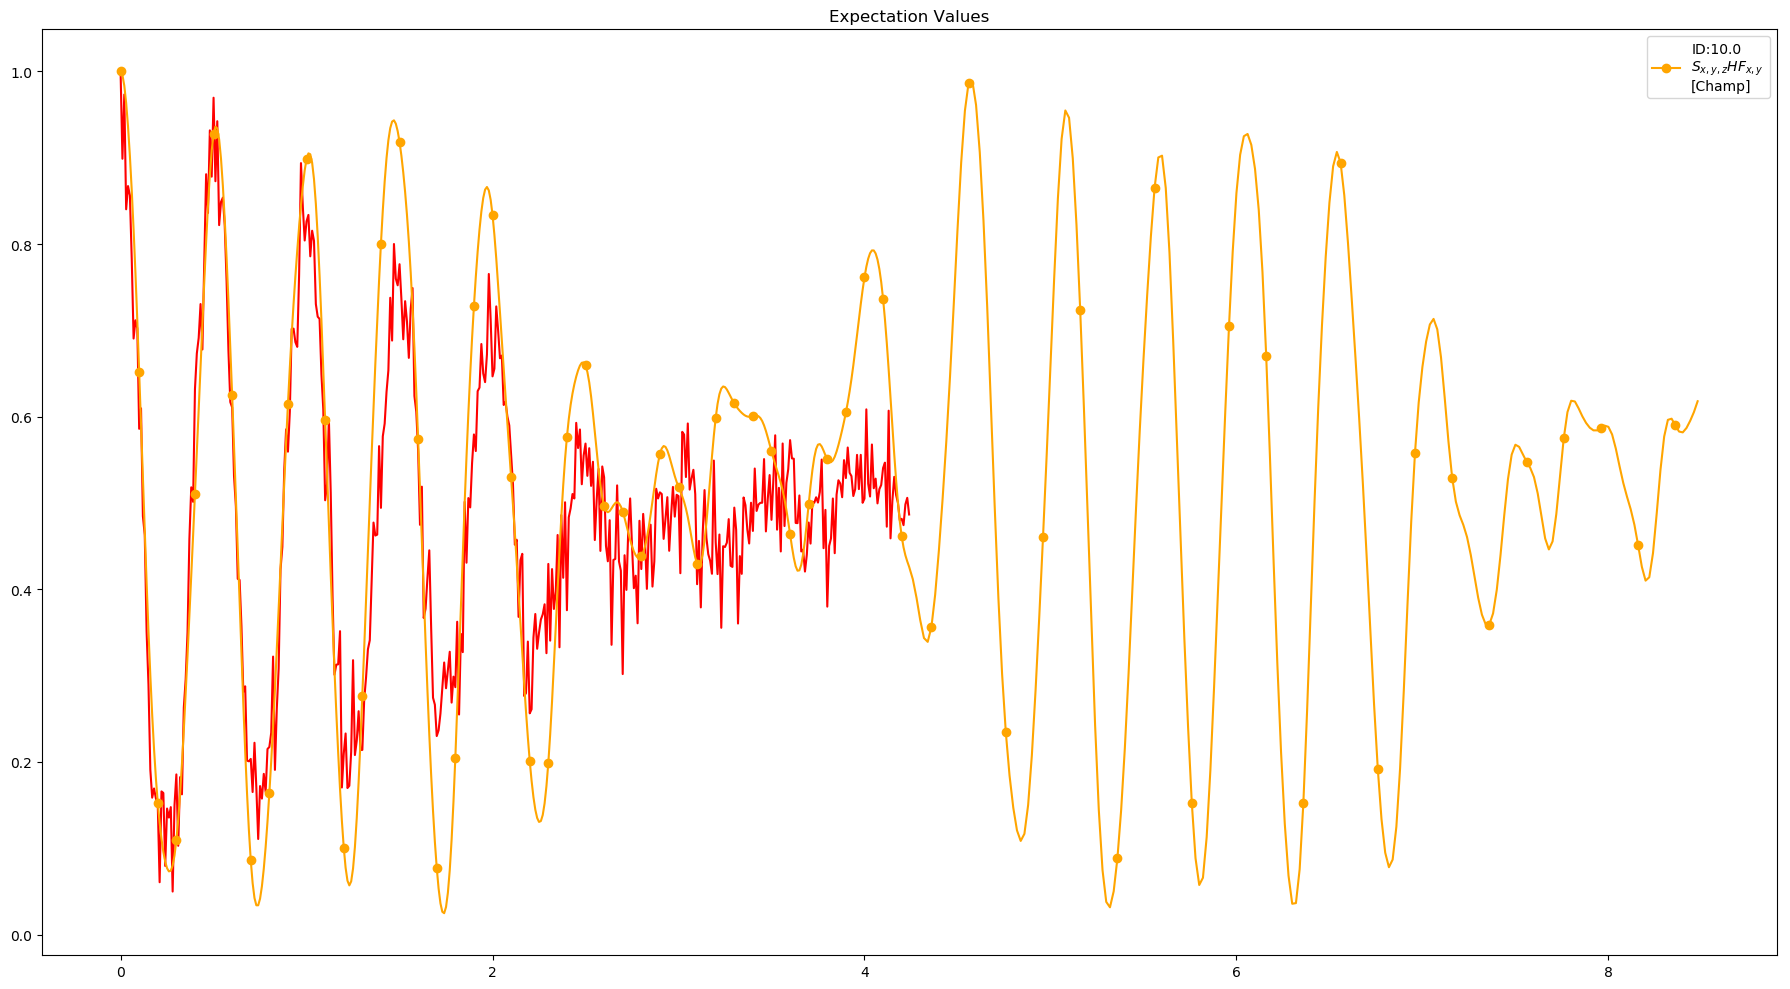 Expectation Values
ID:10.0
S_{x,y,z}HF_{x,y}
[Champ]
1.0
0.8
0.6
0.4
0.2
0.0
0 2 4 6 8